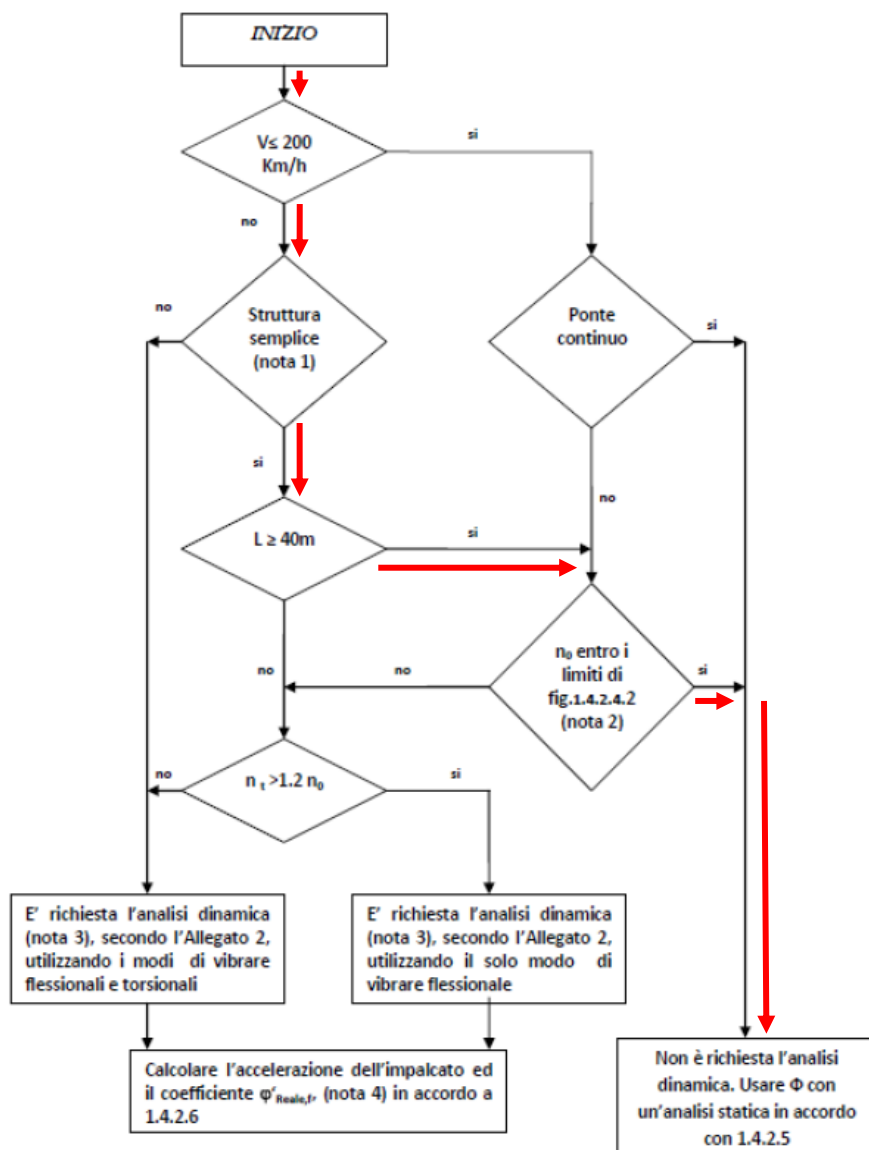 INIZIO
V≤ 200
Km/h
si
no
no
Struttura
semplice
(nota 1)
Ponte
continuo
si
si
no
L ≥ 40m
si
no
no
n₀ entro i
limiti di
fig.1.4.2.4.2
(nota 2)
si
no
n t >1.2 n₀
si
E' richiesta l'analisi dinamica
(nota 3), secondo l'Allegato 2,
utilizzando i modi di vibrare
flessionali e torsionali
E' richiesta l'analisi dinamica
(nota 3), secondo l'Allegato 2,
utilizzando il solo modo di
vibrare flessionale
Calcolare l'accelerazione dell'impalcato ed
il coefficiente φ'Reale,f, (nota 4) in accordo a
1.4.2.6
Non è richiesta l'analisi
dinamica. Usare Φ con
un'analisi statica in accordo
con 1.4.2.5